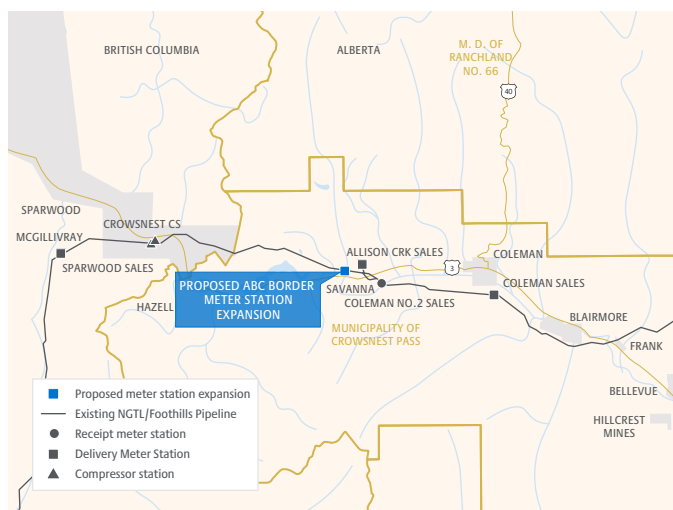 BRITISH COLUMBIA
ALBERTA
M. D. OF
RANCHLAND
NO. 66
40
SPARWOOD
CROWSNEST CS
MCGILLIVRAY
SPARWOOD SALES
ALLISON CRK SALES
3
COLEMAN
PROPOSED ABC BORDER
METER STATION
EXPANSION
SAVANNA
COLEMAN SALES
COLEMAN NO.2 SALES
HAZELL
BLAIRMORE
MUNICIPALITY OF
CROWSNEST PASS
FRANK
BELLEVUE
HILLCREST
MINES
Proposed meter station expansion
Existing NGTL/Foothills Pipeline
Receipt meter station
Delivery Meter Station
Compressor station